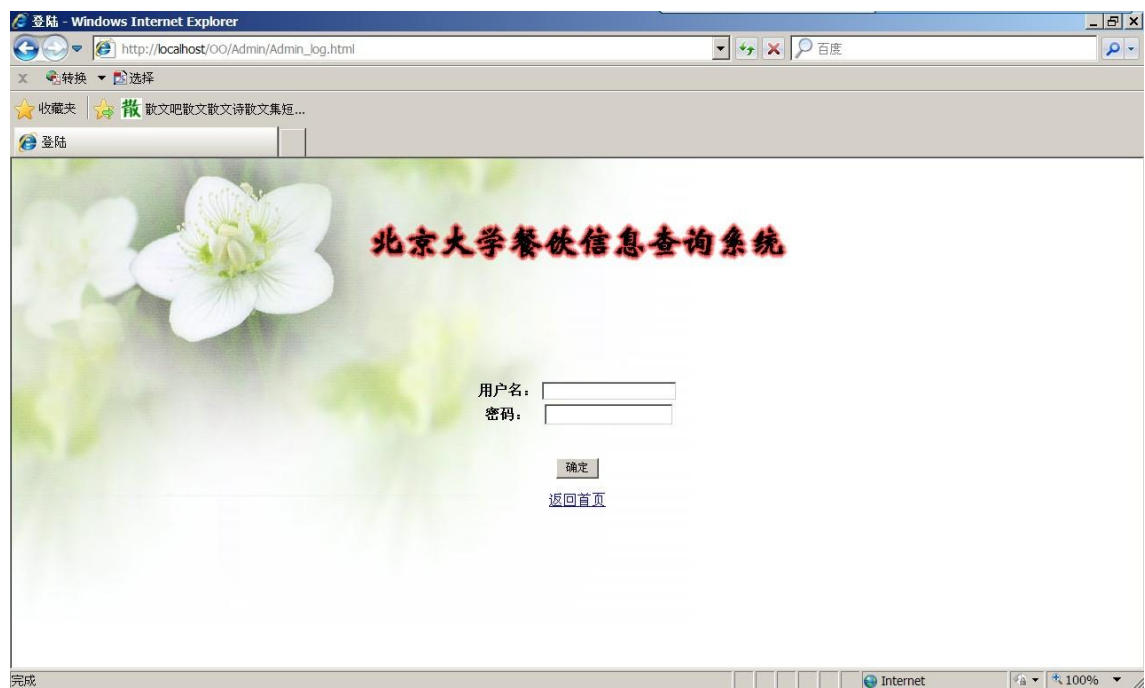 登陆 - Windows Internet Explorer
http://localhost/OO/Admin/Admin_log.html 百度
x 转换 选择
收藏夹 散 散文吧散文散文诗散文集短...
登陆
北京大学餐饮信息查询系统
用户名：
密码：
确定
返回首页
完成 Internet 100%